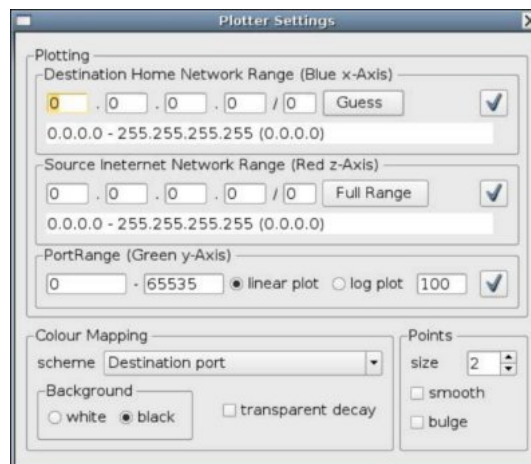 Plotter Settings
Plotting
Destination Home Network Range (Blue x-Axis)
0 . 0 . 0 . 0 / 0 Guess
0.0.0.0 - 255.255.255.255 (0.0.0.0)
Source Ineternet Network Range (Red z-Axis)
0 . 0 . 0 . 0 / 0 Full Range
0.0.0.0 - 255.255.255.255 (0.0.0.0)
PortRange (Green y-Axis)
0 - 65535 linear plot log plot 100
Colour Mapping
scheme Destination port
Background
white black
transparent decay
Points
size 2
smooth
bulge